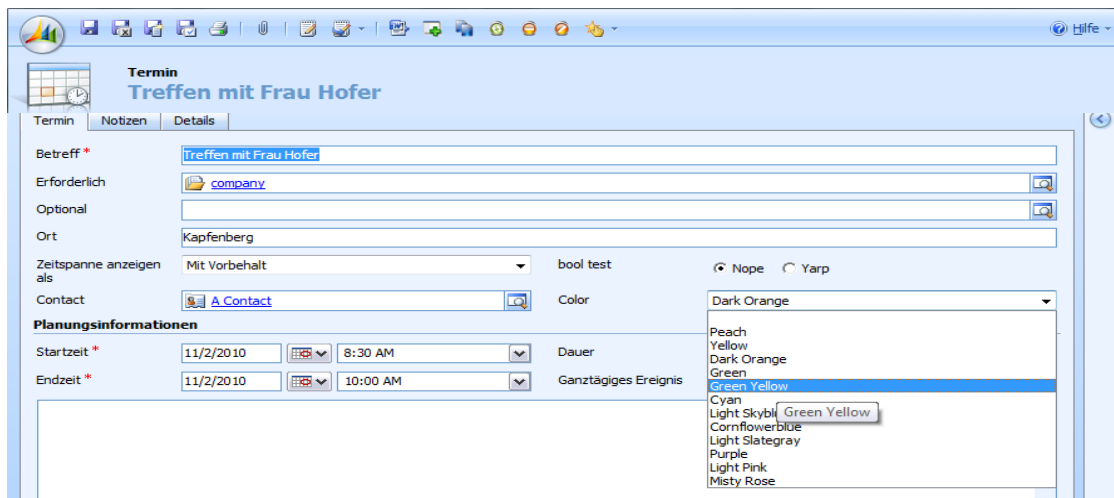 Hilfe
Termin
Treffen mit Frau Hofer
Termin Notizen Details
Betreff * Treffen mit Frau Hofer
Erforderlich company
Optional
Ort Kapfenberg
Zeitspanne anzeigen als Mit Vorbehalt bool test Nope Yarp
Contact A Contact Color Dark Orange
Planungsinformationen
Startzeit * 11/2/2010 8:30 AM Dauer
Endzeit * 11/2/2010 10:00 AM Ganztägiges Ereignis
Peach
Yellow
Dark Orange
Green
Green Yellow
Cyan
Light Skyblu Green Yellow
Cornflowerblue
Light Slategray
Purple
Light Pink
Misty Rose